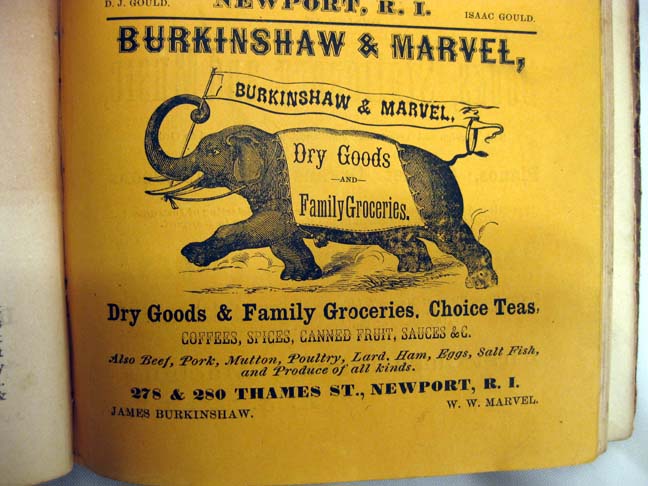 NEWPORT, R. I.
D. J. GOULD.
ISAAC GOULD.
BURKINSHAW & MARVEL,
BURKINSHAW & MARVEL.
Dry Goods
—AND—
Family Groceries.
Dry Goods & Family Groceries. Choice Teas,
COFFEES, SPICES, CANNED FRUIT, SAUCES &C.
Also Beef, Pork, Mutton, Poultry, Lard, Ham, Eggs, Salt Fish,
and Produce of all kinds.
278 & 280 THAMES ST., NEWPORT, R. I.
JAMES BURKINSHAW.
W. W. MARVEL.